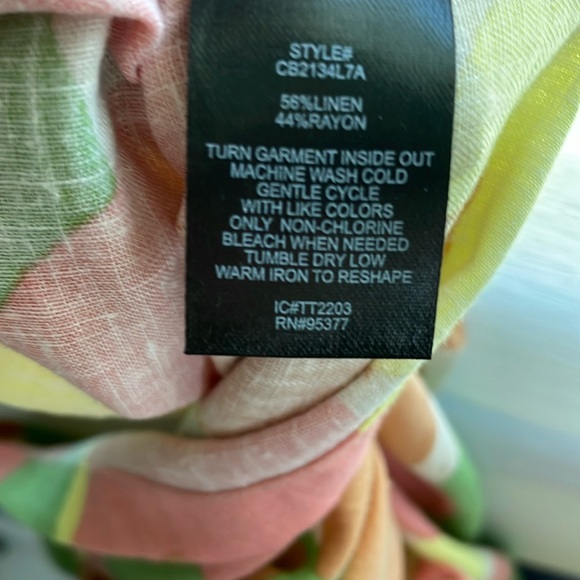 STYLE#
CB2134L7A
56%LINEN
44%RAYON
TURN GARMENT INSIDE OUT
MACHINE WASH COLD
GENTLE CYCLE
WITH LIKE COLORS
ONLY NON-CHLORINE
BLEACH WHEN NEEDED
TUMBLE DRY LOW
WARM IRON TO RESHAPE
IC#TT2203
RN#95377